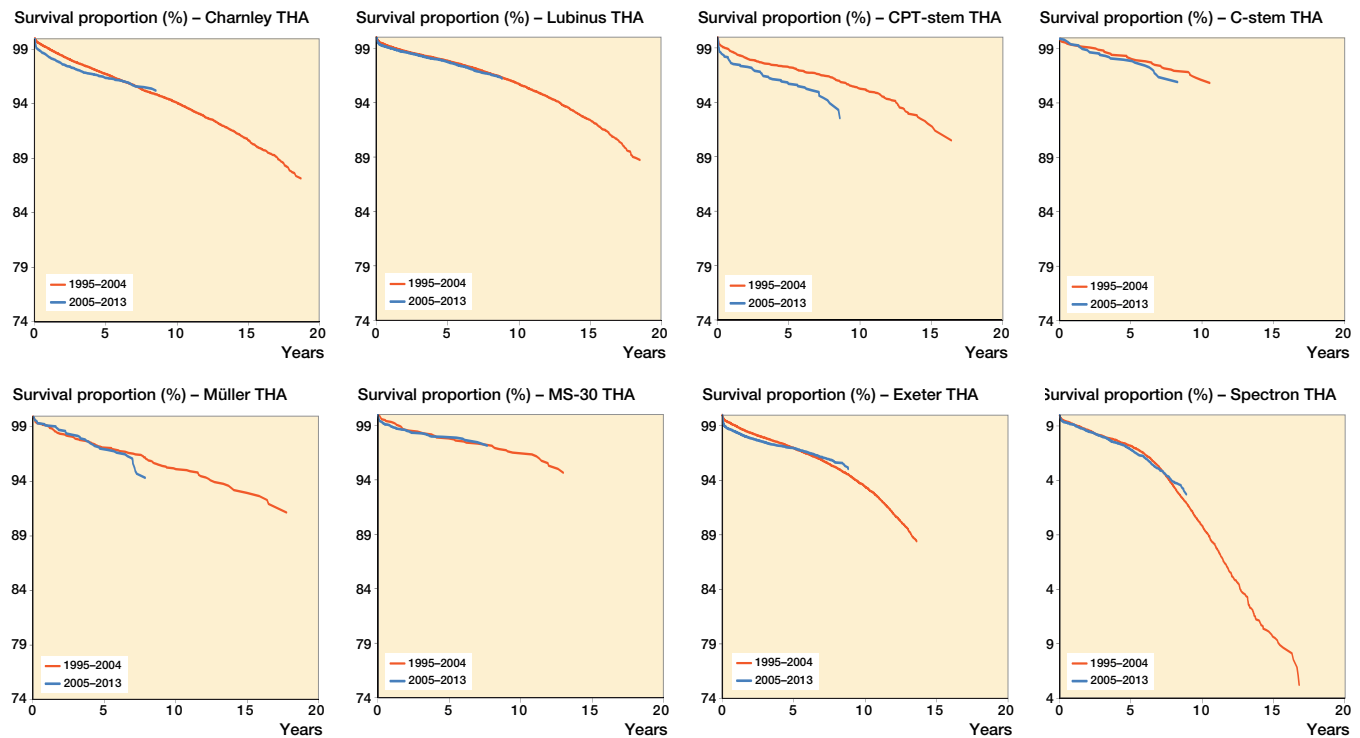 Survival proportion (%) – Charnley THA
99
94
89
84
79
74
1995–2004
2005–2013
0 5 10 15 20
Years
Survival proportion (%) – Lubinus THA
99
94
89
84
79
74
1995–2004
2005–2013
0 5 10 15 20
Years
Survival proportion (%) – CPT-stem THA
99
94
89
84
79
74
1995–2004
2005–2013
0 5 10 15 20
Years
Survival proportion (%) – C-stem THA
99
94
89
84
79
74
1995–2004
2005–2013
0 5 10 15 20
Years
Survival proportion (%) – Müller THA
99
94
89
84
79
74
1995–2004
2005–2013
0 5 10 15 20
Years
Survival proportion (%) – MS-30 THA
99
94
89
84
79
74
1995–2004
2005–2013
0 5 10 15 20
Years
Survival proportion (%) – Exeter THA
99
94
89
84
79
74
1995–2004
2005–2013
0 5 10 15 20
Years
Survival proportion (%) – Spectron THA
9
4
9
4
9
4
1995–2004
2005–2013
0 5 10 15 20
Years